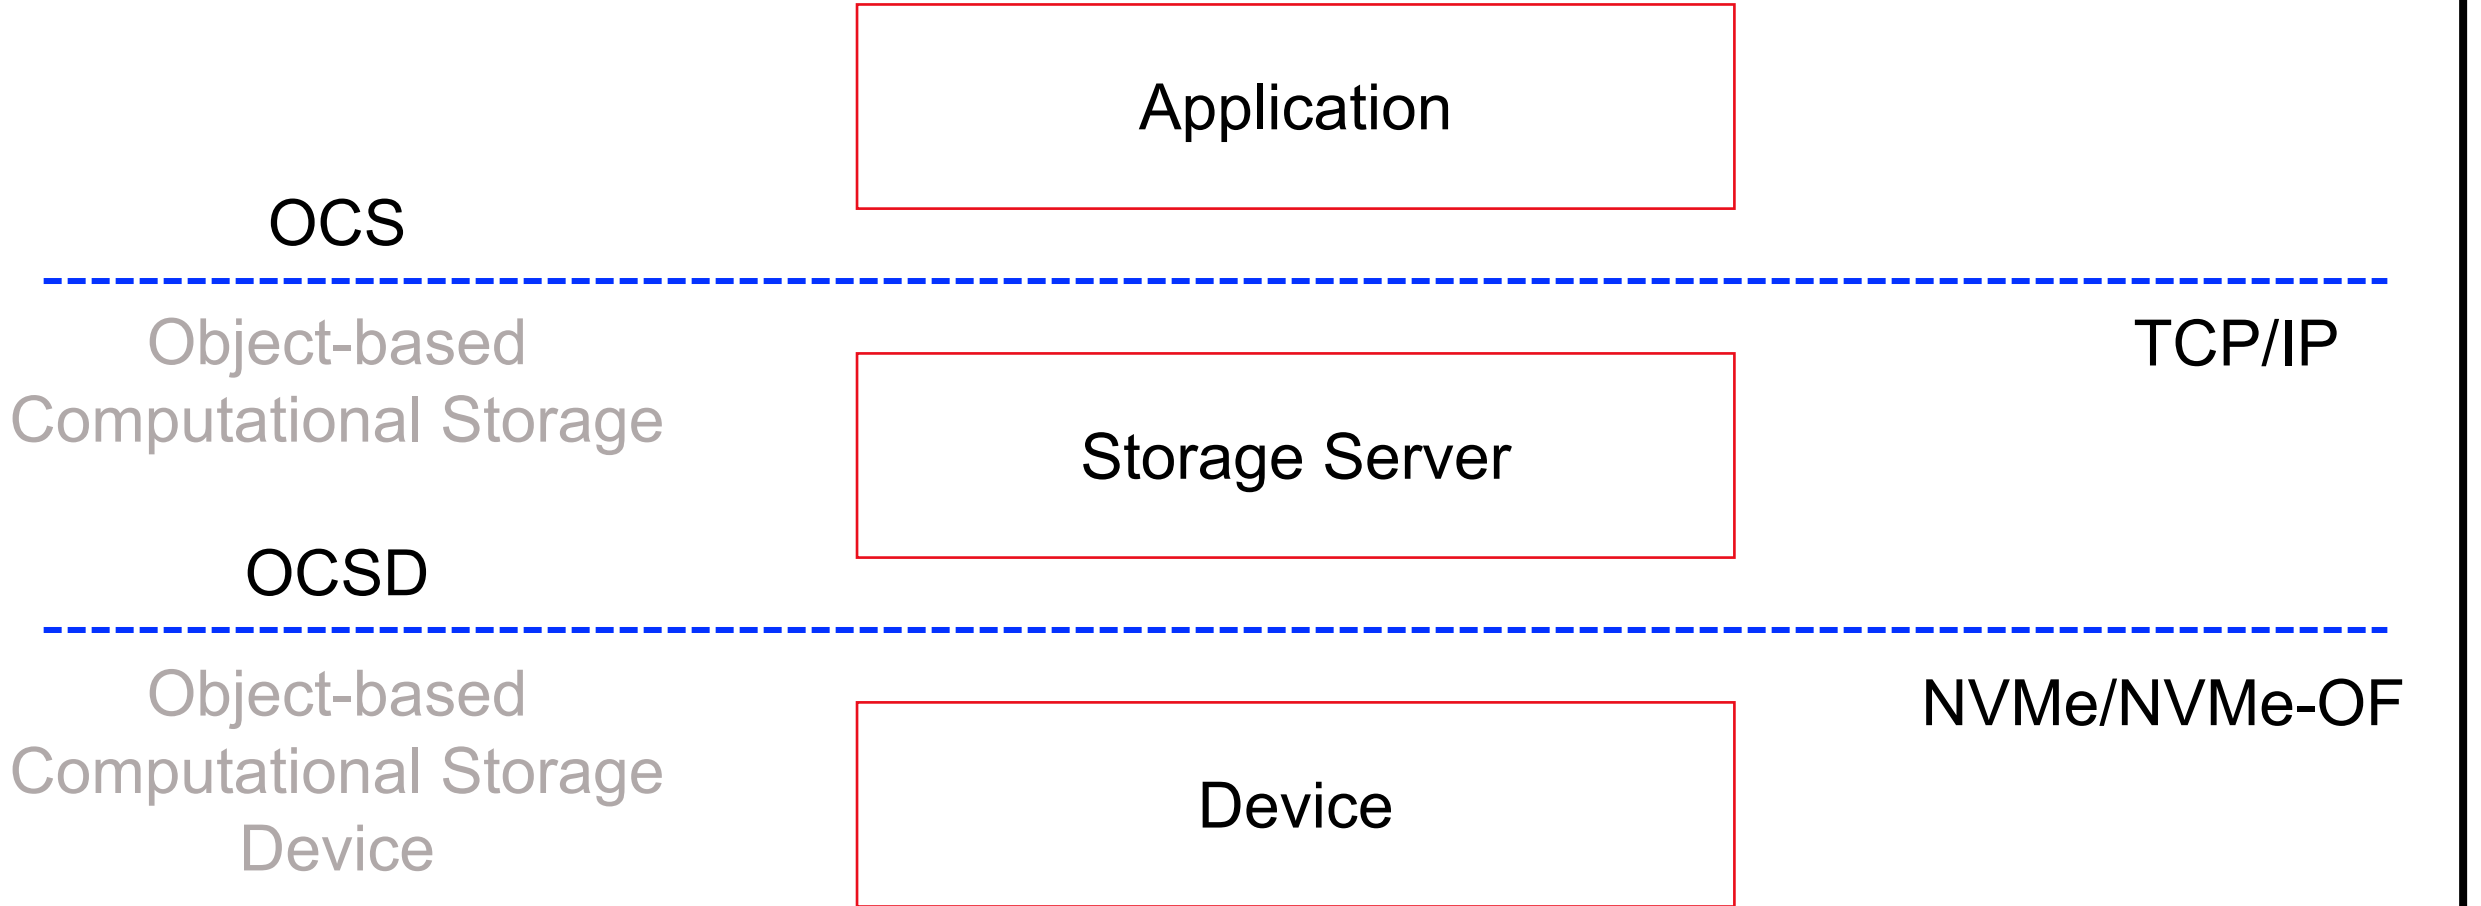 Application
OCS
Object-based
Computational Storage
TCP/IP
Storage Server
OCSD
Object-based
Computational Storage
Device
NVMe/NVMe-OF
Device